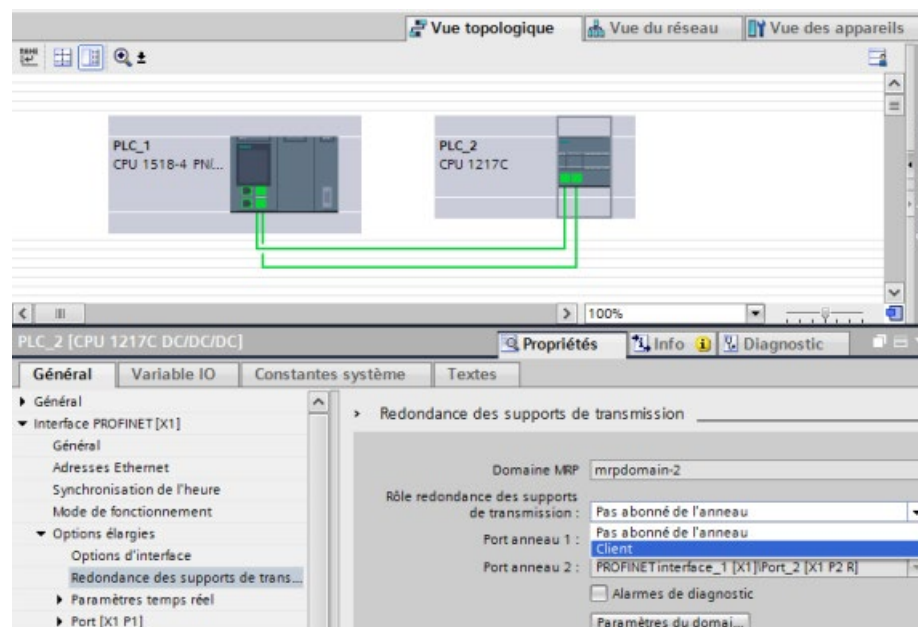 Vue topologique Vue du réseau Vue des appareils
PLC_1
CPU 1518-4 PN/...
PLC_2
CPU 1217C
100%
PLC_2 [CPU 1217C DC/DC/DC]
Propriétés Info Diagnostic
Général Variable IO Constantes système Textes
Général
Interface PROFINET [X1]
Général
Adresses Ethernet
Synchronisation de l'heure
Mode de fonctionnement
Options élargies
Options d'interface
Redondance des supports de trans...
Paramètres temps réel
Port [X1 P1]
Redondance des supports de transmission
Domaine MRP mrpdomain-2
Rôle redondance des supports
de transmission : Pas abonné de l'anneau
Port anneau 1 : Pas abonné de l'anneau
Client
Port anneau 2 : PROFINET interface_1 [X1]\Port_2 [X1 P2 R]
Alarmes de diagnostic
Paramètres du domai...